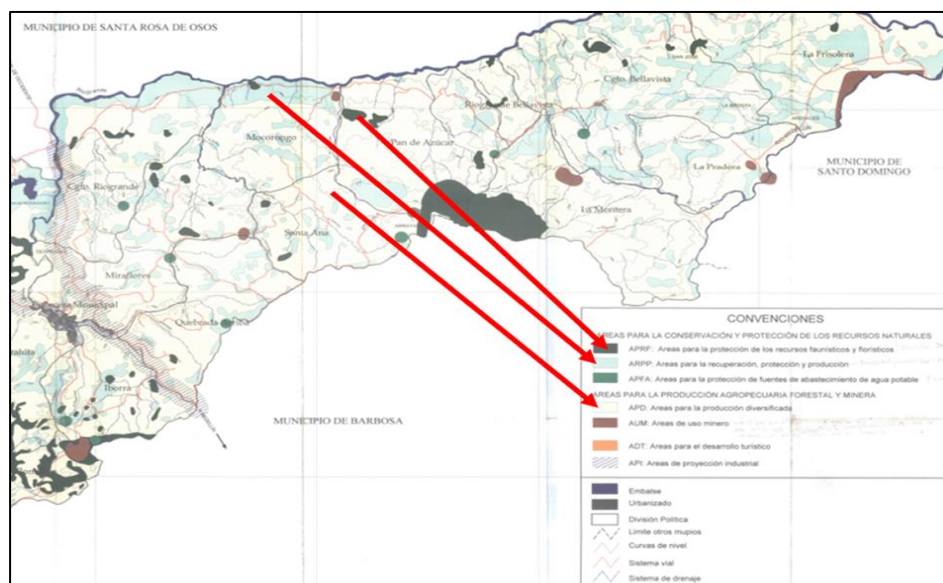 MUNICIPIO DE SANTA ROSA DE OSOS
La Frisolera
Cgto. Bellavista
Riogrande Bellavista
Mocorongo
Pan de Azúcar
La Pradera
MUNICIPIO DE
SANTO DOMINGO
Cgto. Riogrande
La Montera
Santa Ana
Miraflores
Municipal
Quebrada
CONVENCIONES
AREAS PARA LA CONSERVACIÓN Y PROTECCIÓN DE LOS RECURSOS NATURALES
APRF: Areas para la protección de los recursos faunísticos y florísticos
ARPP: Areas para la recuperación, protección y producción
APFA: Areas para la protección de fuentes de abastecimiento de agua potable
AREAS PARA LA PRODUCCIÓN AGROPECUARIA FORESTAL Y MINERA
APD: Areas para la producción diversificada
AUM: Areas de uso minero
ADT: Areas para el desarrollo turístico
API: Areas de proyección industrial
MUNICIPIO DE BARBOSA
Embalse
Urbanizado
División Política
Limite otros mupios
Curvas de nivel
Sistema vial
Sistema de drenaje